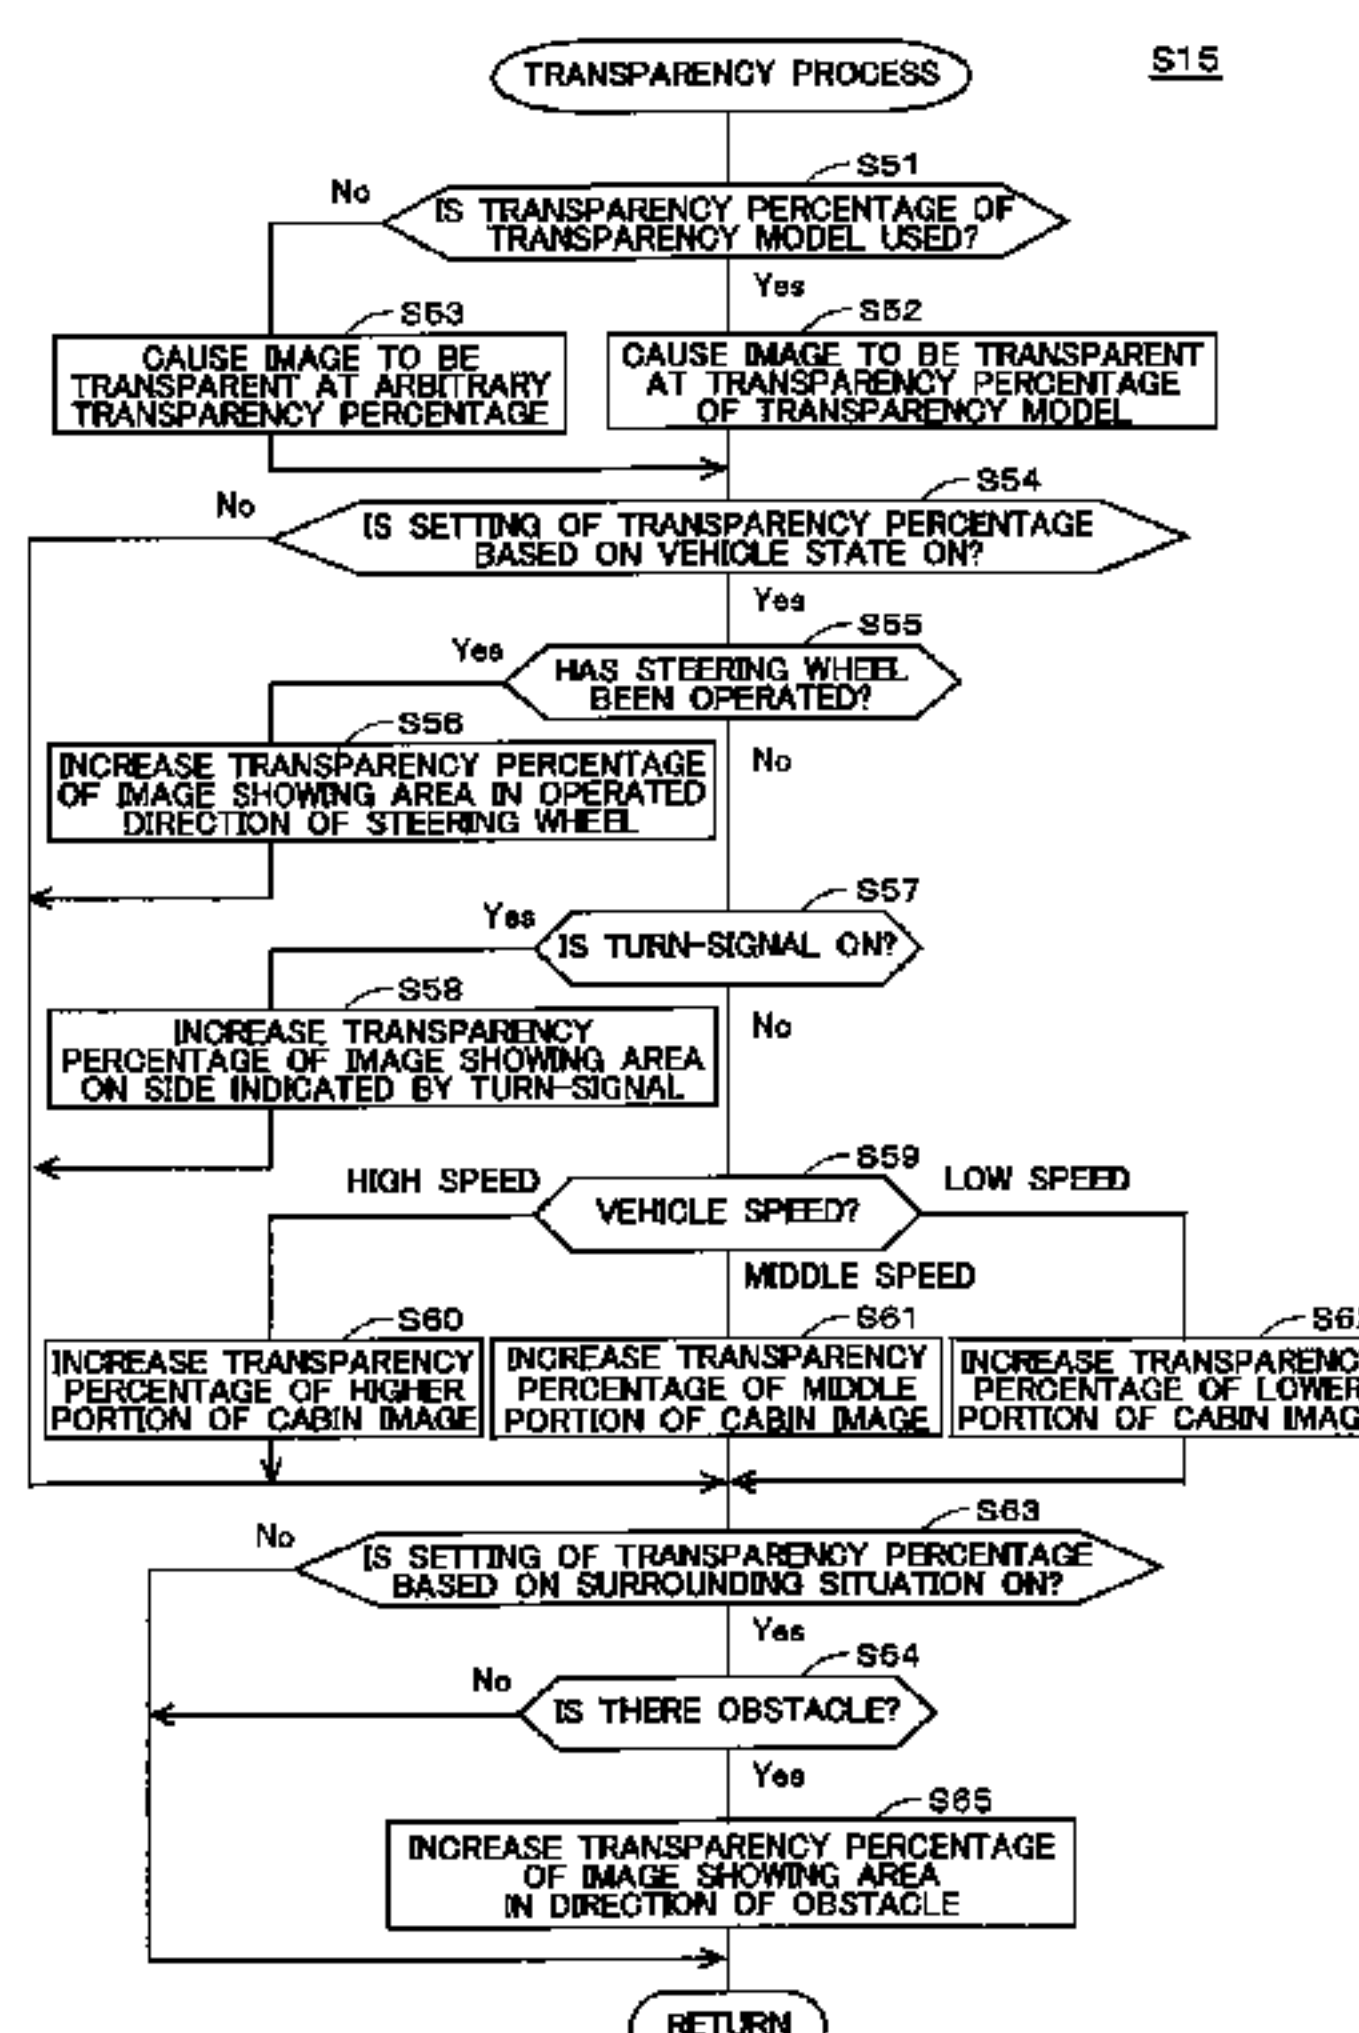 TRANSPARENCY PROCESS
S15
S51
No
IS TRANSPARENCY PERCENTAGE OF
TRANSPARENCY MODEL USED?
Yes
S53
S52
CAUSE IMAGE TO BE
TRANSPARENT AT ARBITRARY
TRANSPARENCY PERCENTAGE
CAUSE IMAGE TO BE TRANSPARENT
AT TRANSPARENCY PERCENTAGE
OF TRANSPARENCY MODEL
S54
No
IS SETTING OF TRANSPARENCY PERCENTAGE
BASED ON VEHICLE STATE ON?
Yes
S55
Yes
HAS STEERING WHEEL
BEEN OPERATED?
S56
No
INCREASE TRANSPARENCY PERCENTAGE
OF IMAGE SHOWING AREA IN OPERATED
DIRECTION OF STEERING WHEEL
S57
Yes
IS TURN-SIGNAL ON?
S58
No
INCREASE TRANSPARENCY
PERCENTAGE OF IMAGE SHOWING AREA
ON SIDE INDICATED BY TURN-SIGNAL
S59
HIGH SPEED
LOW SPEED
VEHICLE SPEED?
MIDDLE SPEED
S60
S61
INCREASE TRANSPARENCY
PERCENTAGE OF HIGHER
PORTION OF CABIN IMAGE
INCREASE TRANSPARENCY
PERCENTAGE OF MIDDLE
PORTION OF CABIN IMAGE
INCREASE TRANSPARENC
PERCENTAGE OF LOWER
PORTION OF CABIN IMAG
S63
No
IS SETTING OF TRANSPARENCY PERCENTAGE
BASED ON SURROUNDING SITUATION ON?
Yes
S64
No
IS THERE OBSTACLE?
Yes
S65
INCREASE TRANSPARENCY PERCENTAGE
OF IMAGE SHOWING AREA
IN DIRECTION OF OBSTACLE
RETURN